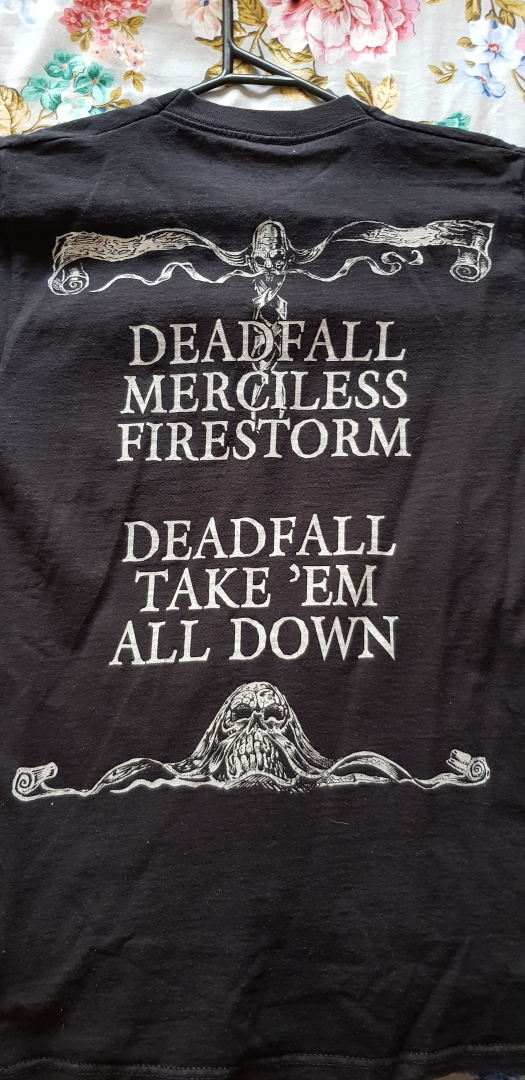 DEADFALL
MERCILESS
FIRESTORM
DEADFALL
TAKE ’EM
ALL DOWN